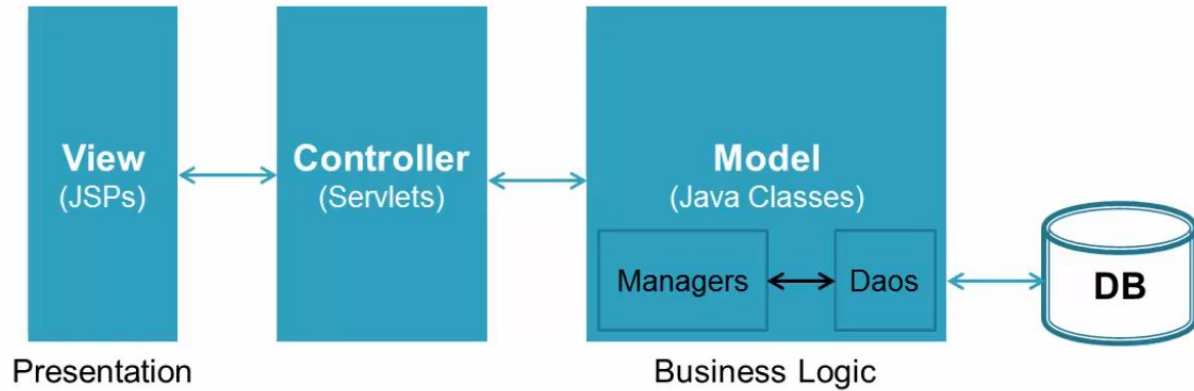 View
(JSPs)
Controller
(Servlets)
Model
(Java Classes)
Managers
Daos
DB
Presentation
Business Logic